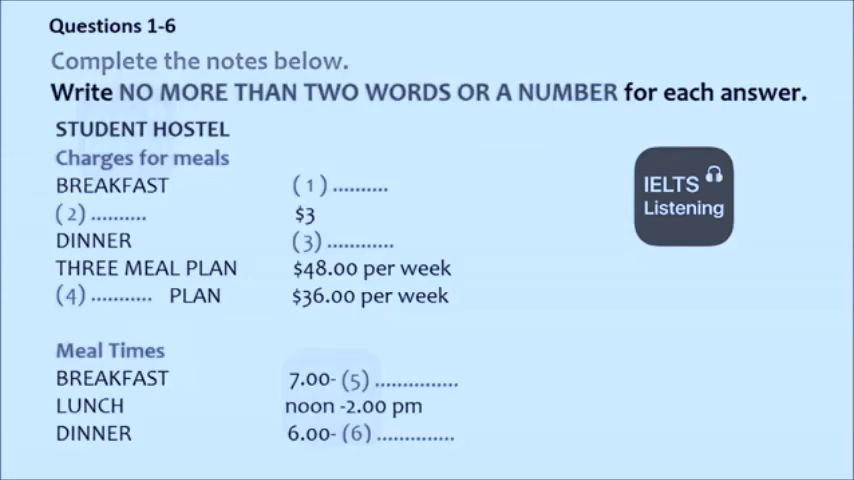 Questions 1-6
Complete the notes below.
Write NO MORE THAN TWO WORDS OR A NUMBER for each answer.
STUDENT HOSTEL
Charges for meals
BREAKFAST (1) ..........
(2) .......... $3
DINNER (3) ............
THREE MEAL PLAN $48.00 per week
(4) ........... PLAN $36.00 per week
IELTS
Listening
Meal Times
BREAKFAST 7.00- (5) ...............
LUNCH noon -2.00 pm
DINNER 6.00- (6) ..............